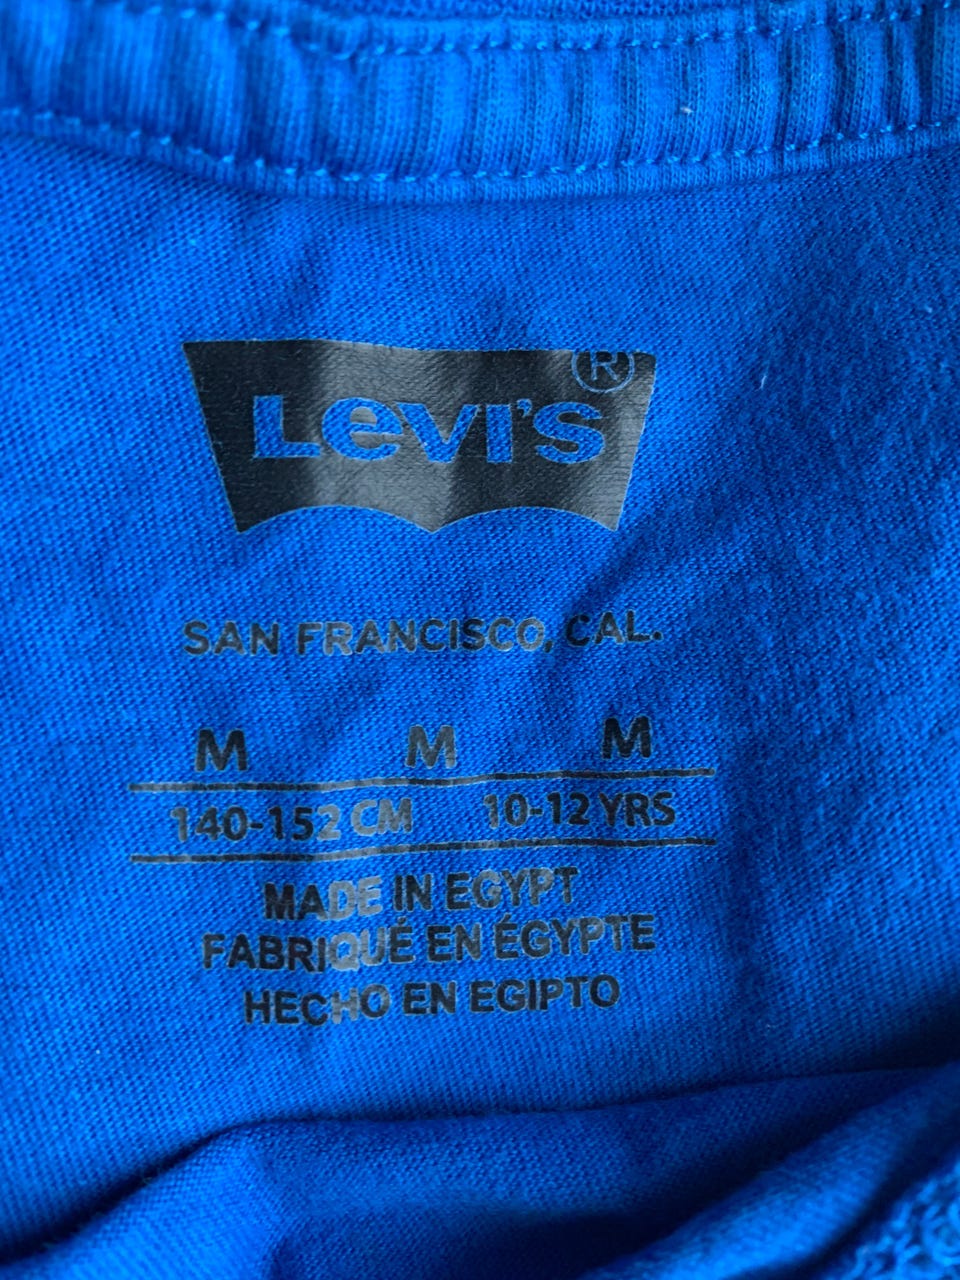 Levi's®
SAN FRANCISCO, CAL.
M M M
140-152 CM 10-12 YRS
MADE IN EGYPT
FABRIQUÉ EN ÉGYPTE
HECHO EN EGIPTO